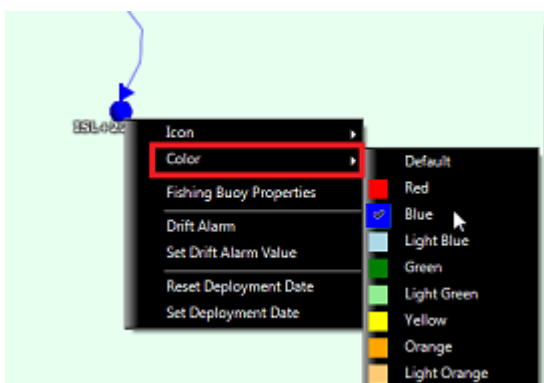 Icon
Color
Fishing Buoy Properties
Drift Alarm
Set Drift Alarm Value
Reset Deployment Date
Set Deployment Date
Default
Red
Blue
Light Blue
Green
Light Green
Yellow
Orange
Light Orange